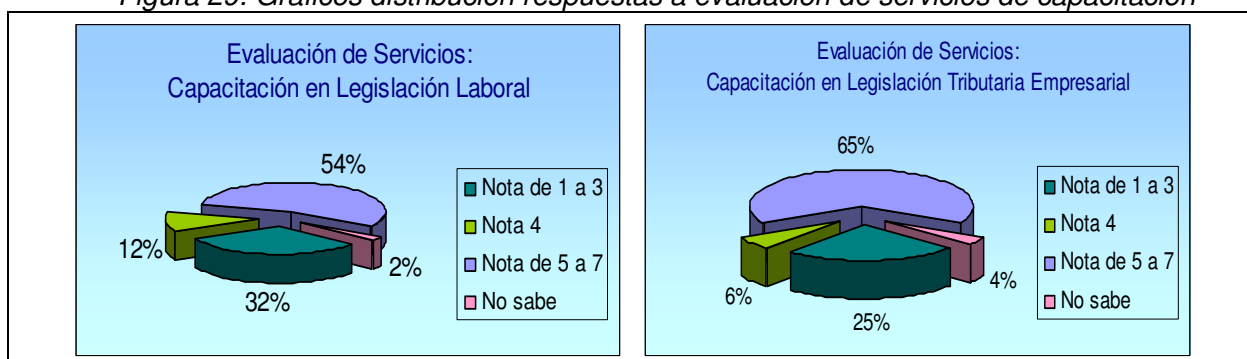 Figura 29: Gráficos distribución respuestas a evaluación de servicios de capacitación
Evaluación de Servicios:
Capacitación en Legislación Laboral
54%
12%
2%
32%
Nota de 1 a 3
Nota 4
Nota de 5 a 7
No sabe
Evaluación de Servicios:
Capacitación en Legislación Tributaria Empresarial
65%
6%
4%
25%
Nota de 1 a 3
Nota 4
Nota de 5 a 7
No sabe